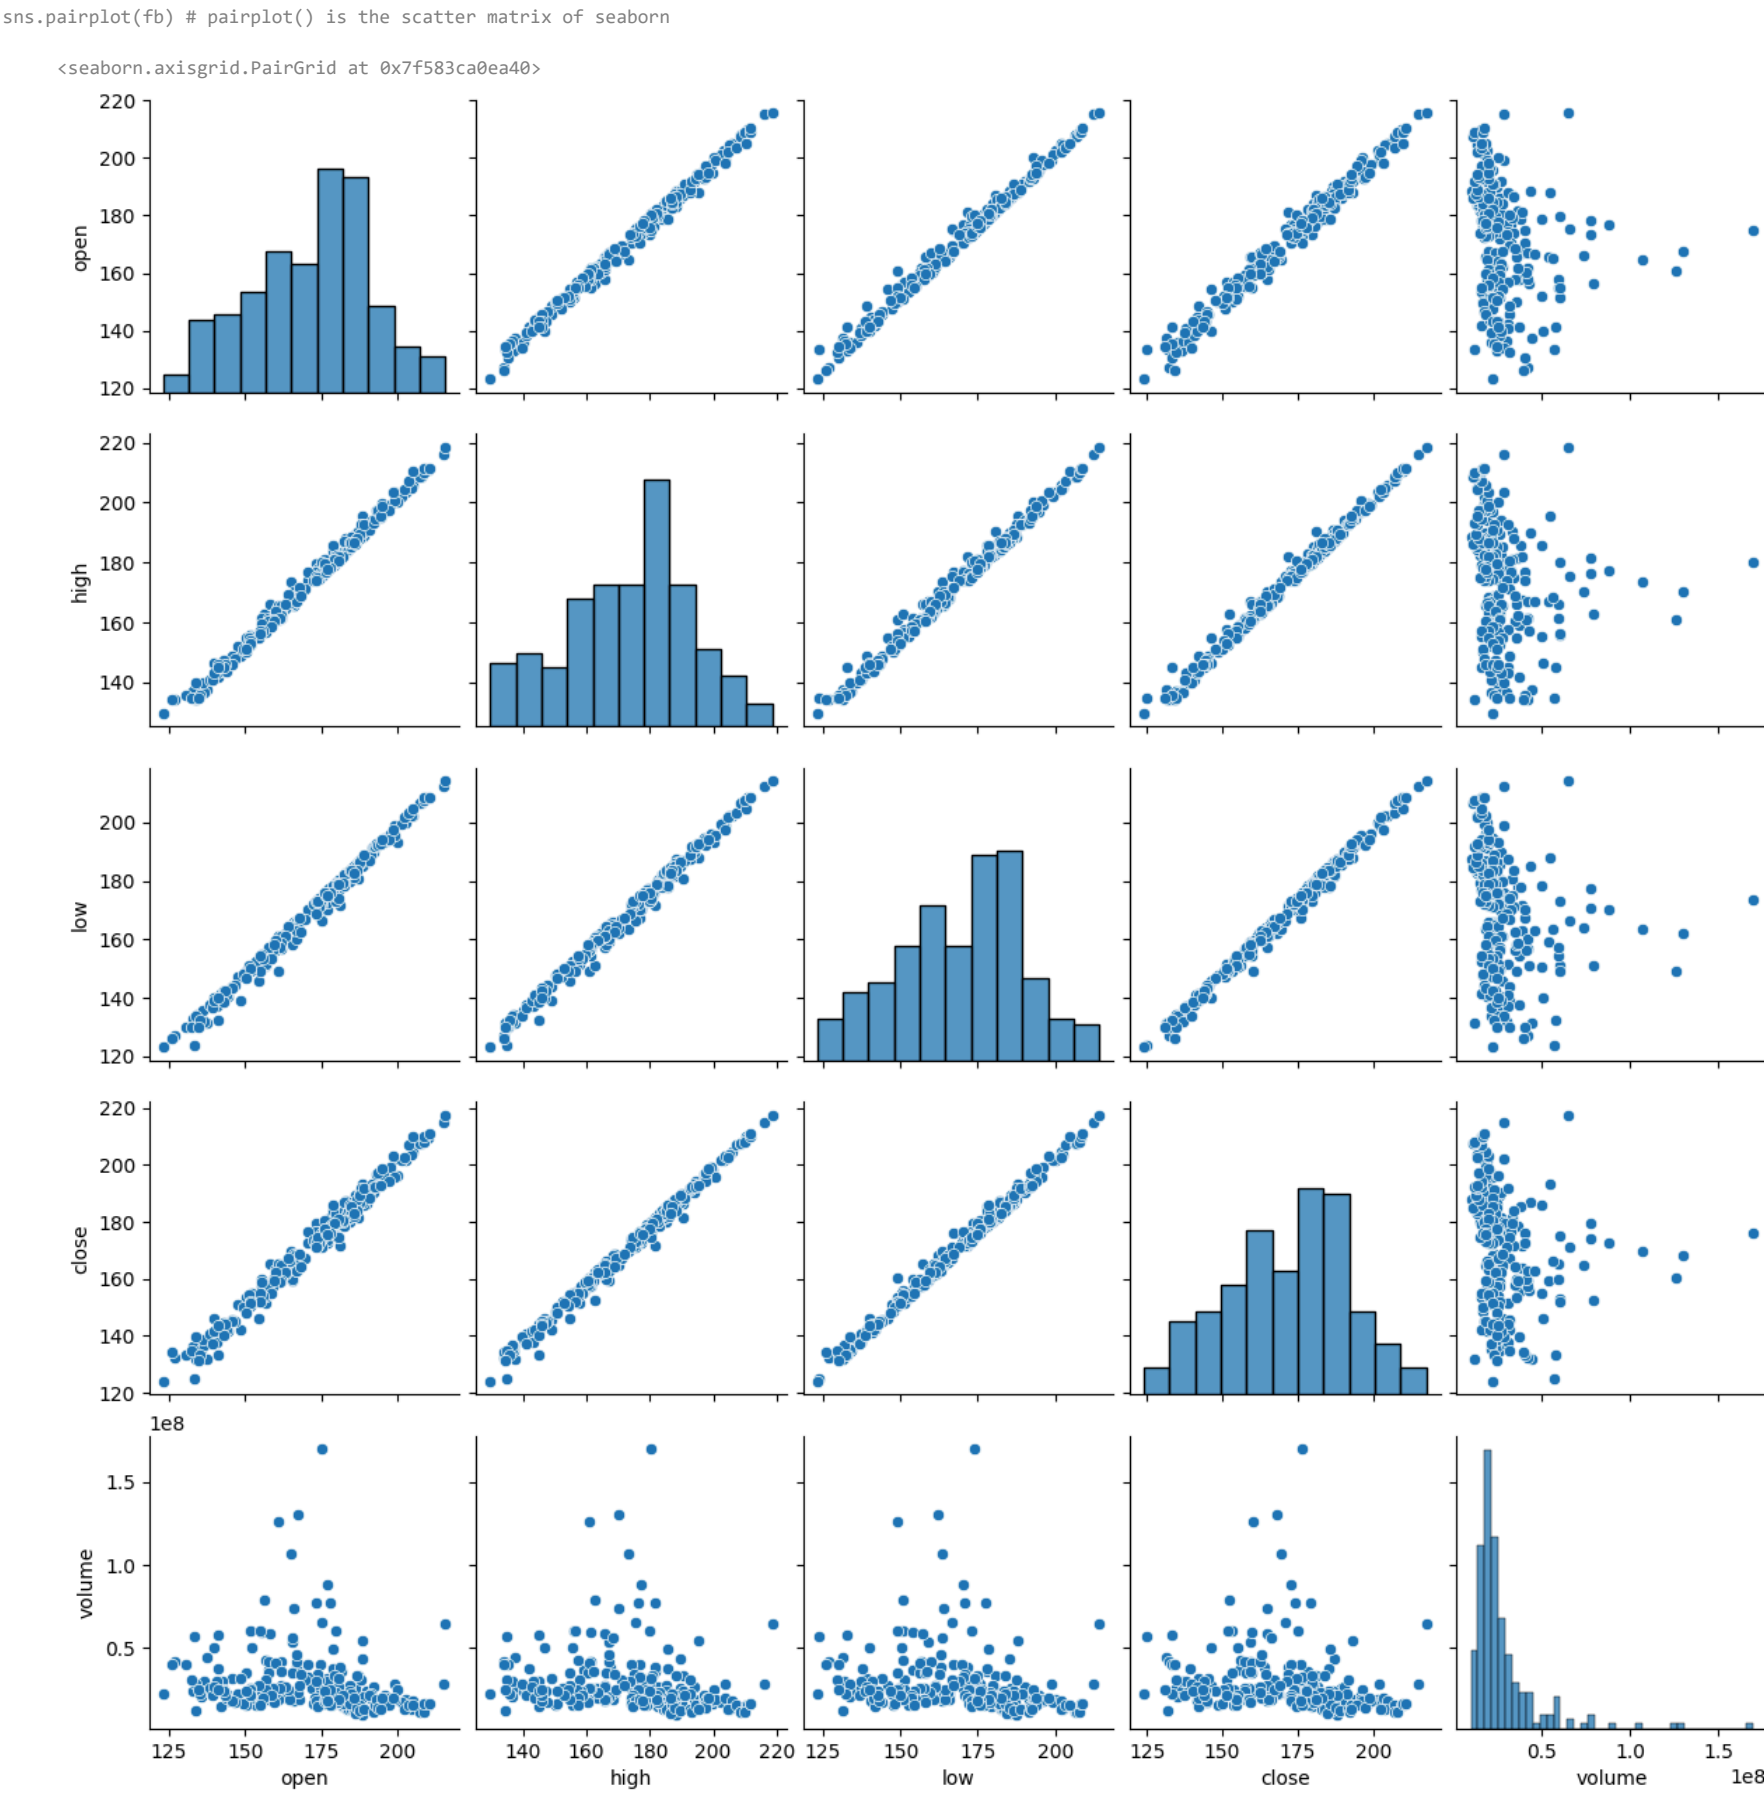 sns.pairplot(fb) # pairplot() is the scatter matrix of seaborn
<seaborn.axisgrid.PairGrid at 0x7f583ca0ea40>
220
200
180
160
140
120
open
220
200
180
160
140
high
200
180
160
140
120
low
220
200
180
160
140
120
close
1e8
1.5
1.0
0.5
volume
125 150 175 200
140 160 180 200 220
125 150 175 200
125 150 175 200
0.5 1.0 1.5
open high low close volume
1e8